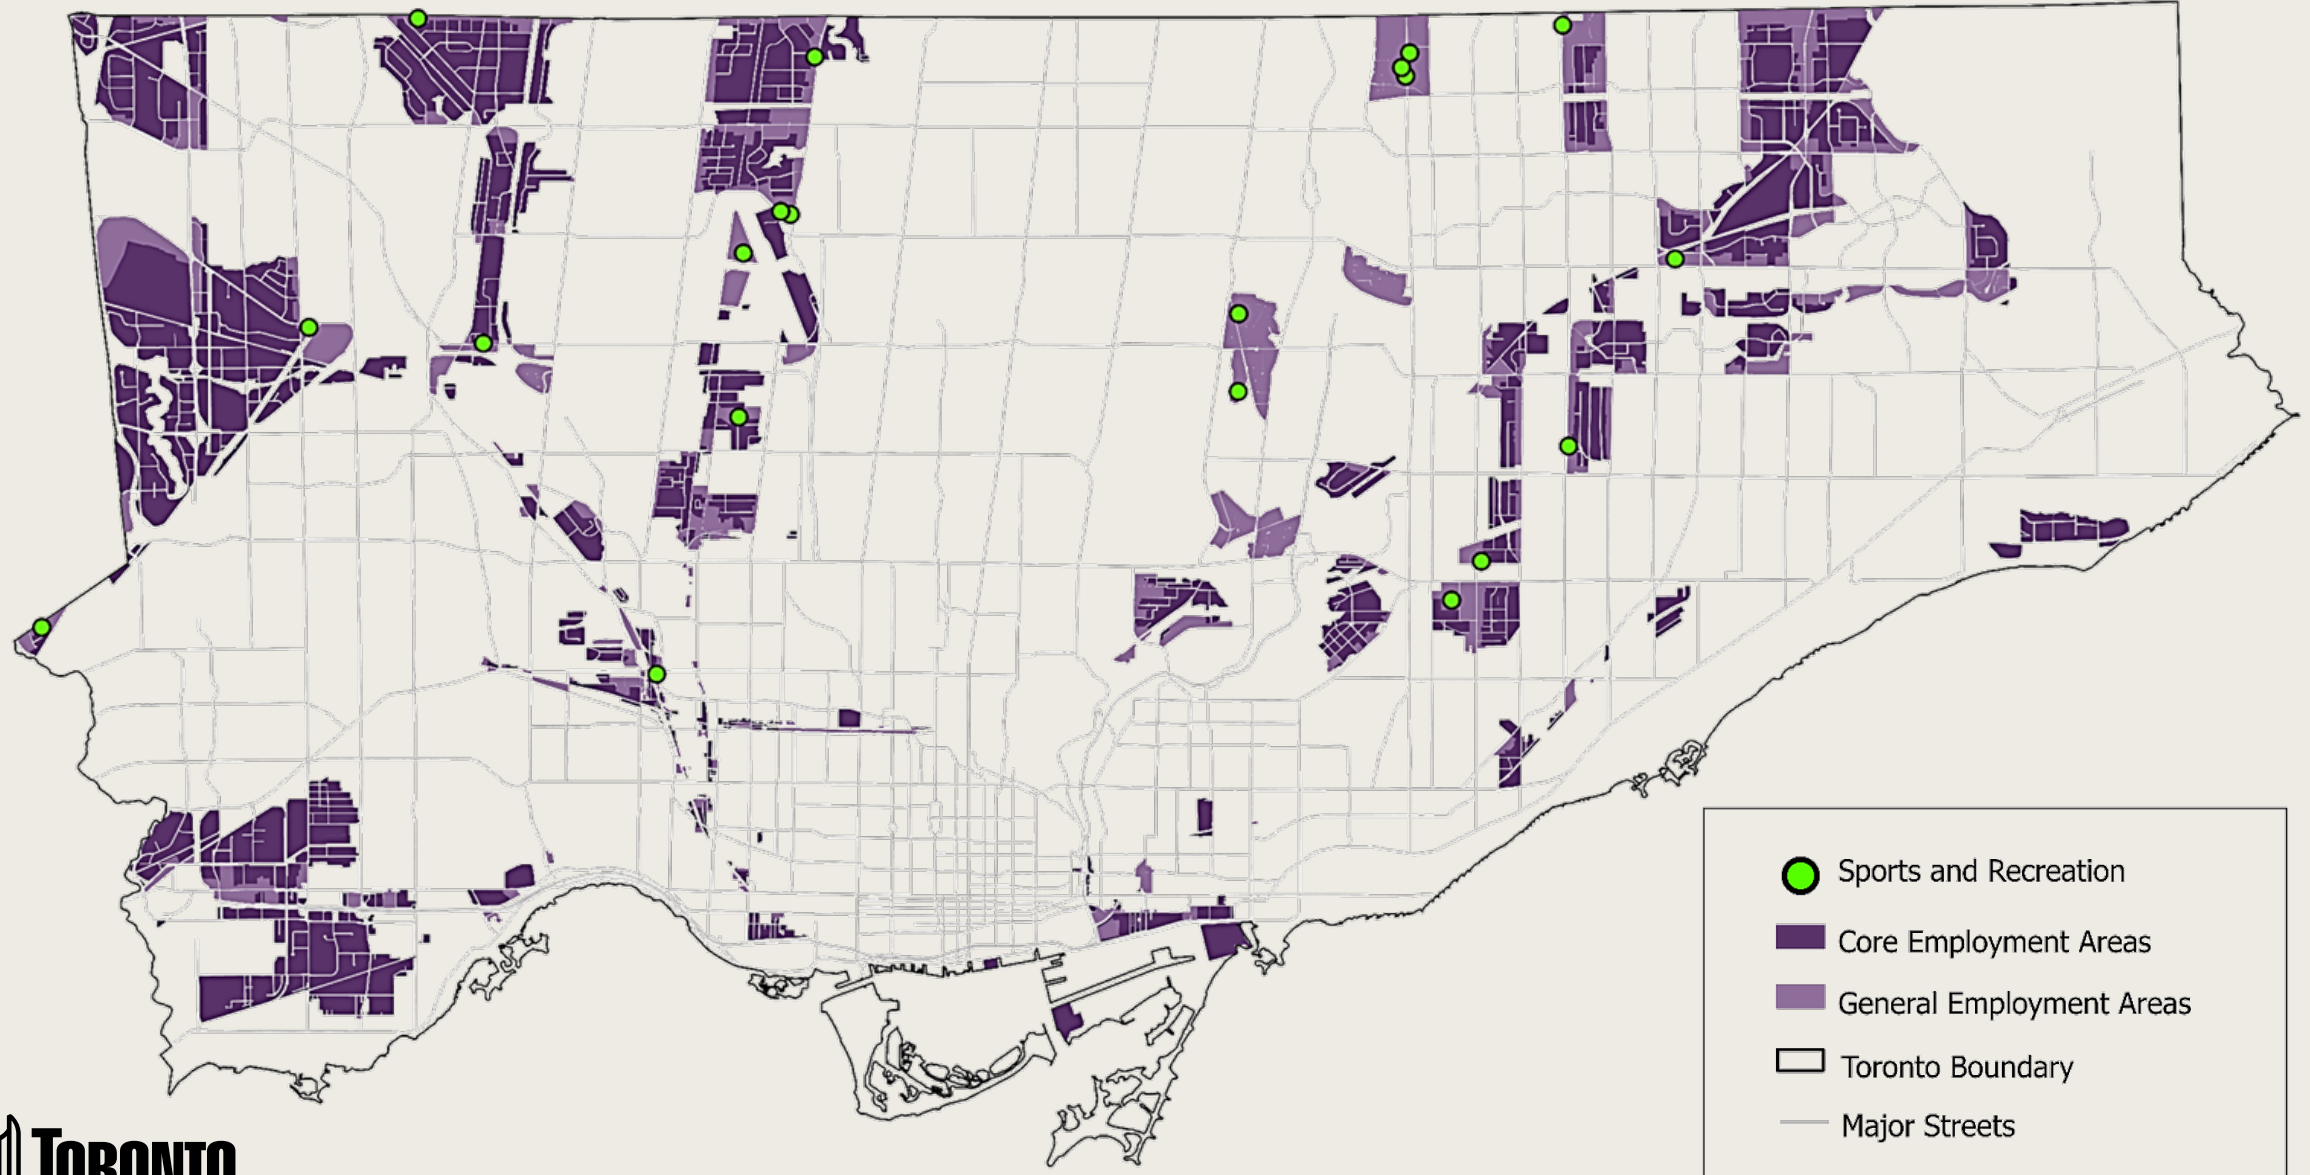 Sports and Recreation
Core Employment Areas
General Employment Areas
Toronto Boundary
Major Streets
TORONTO